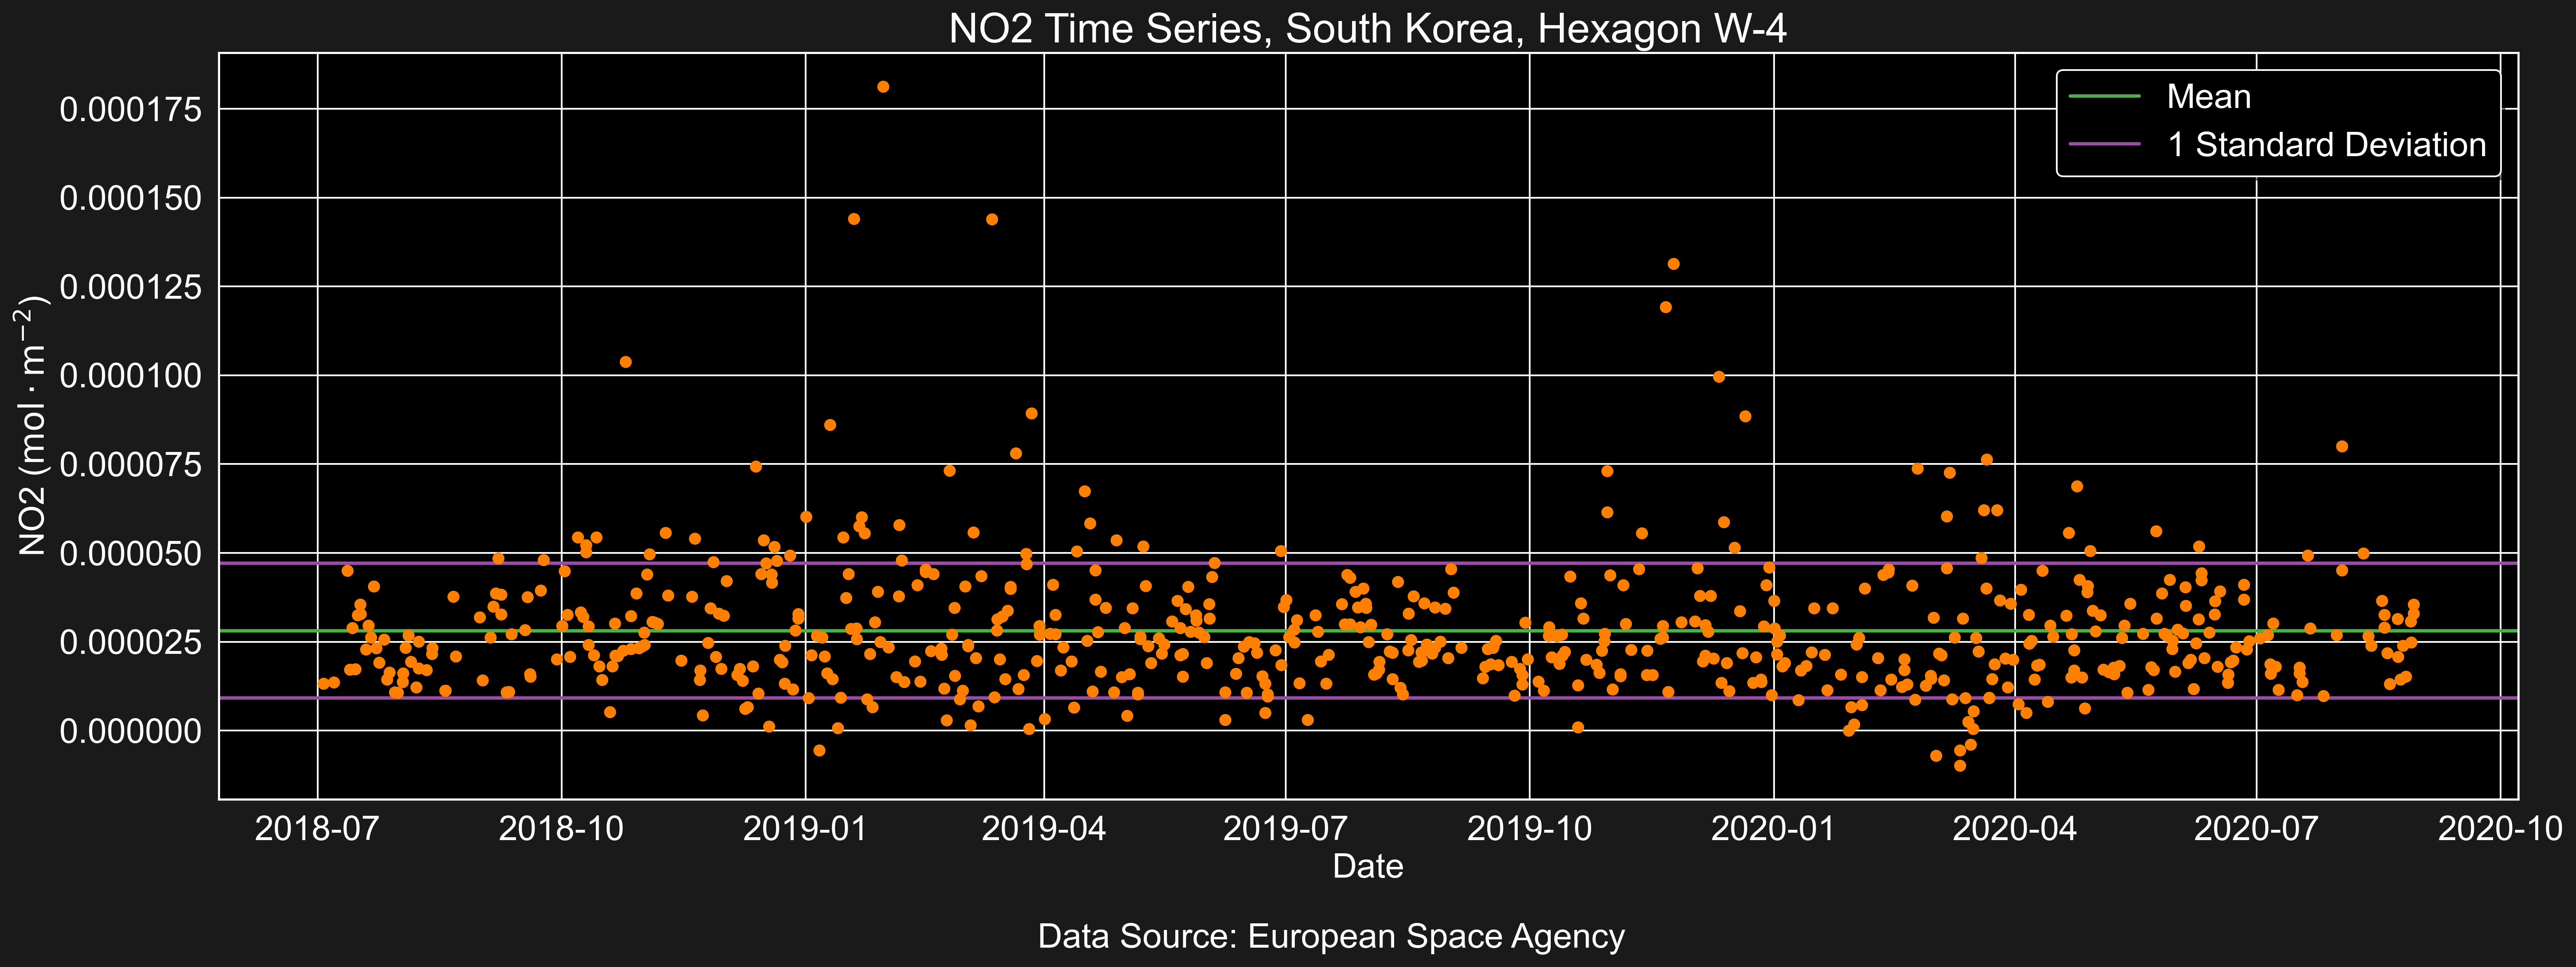 NO2 Time Series, South Korea, Hexagon W-4
Mean
1 Standard Deviation
NO2 (mol · m⁻²)
0.000175
0.000150
0.000125
0.000100
0.000075
0.000050
0.000025
0.000000
2018-07 2018-10 2019-01 2019-04 2019-07 2019-10 2020-01 2020-04 2020-07 2020-10
Date
Data Source: European Space Agency